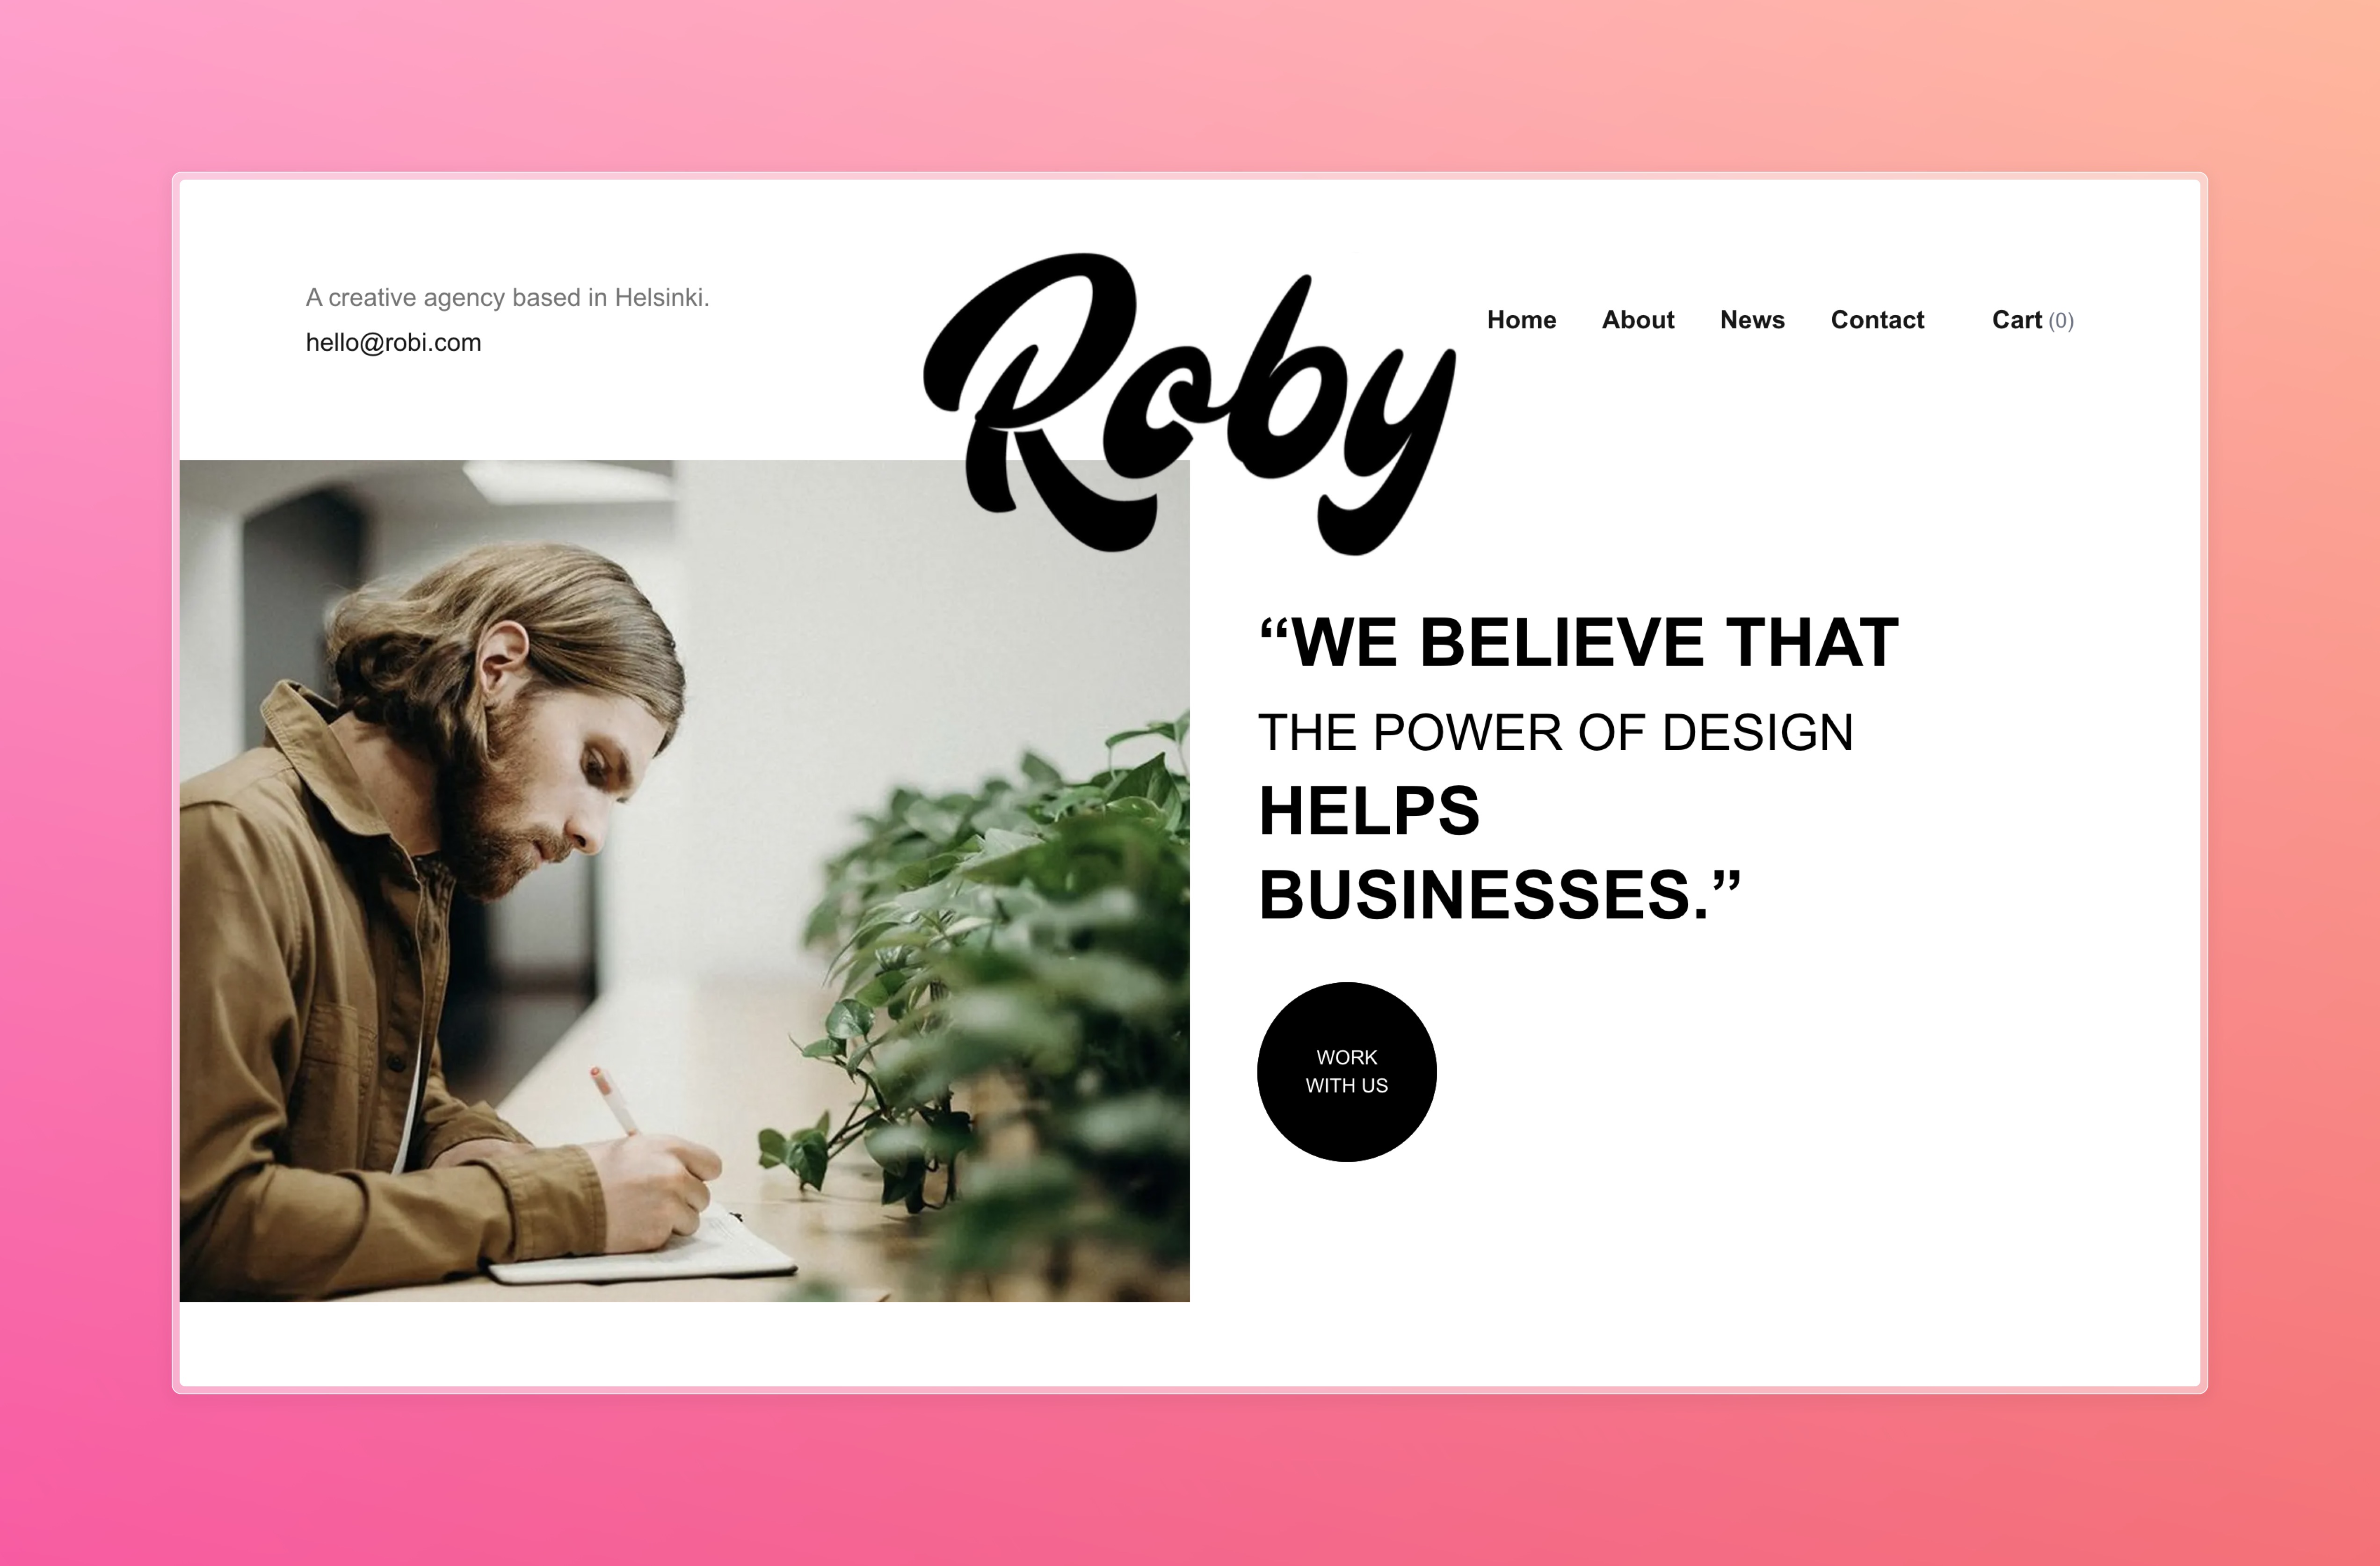 A creative agency based in Helsinki.
hello@robi.com
Roby
Home About News Contact Cart (0)
“WE BELIEVE THAT
THE POWER OF DESIGN
HELPS
BUSINESSES.”
WORK
WITH US